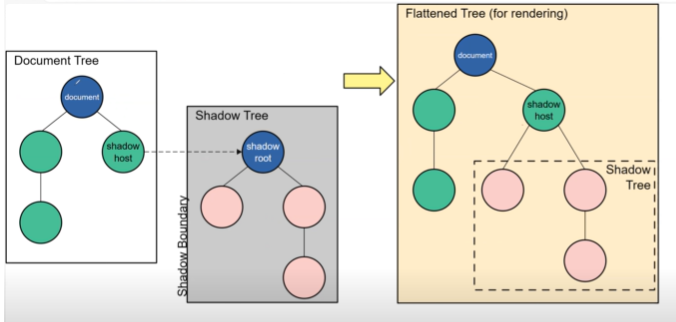 Document Tree
document
shadow
host
Shadow Tree
shadow
root
Shadow Boundary
Flattened Tree (for rendering)
document
shadow
host
Shadow
Tree